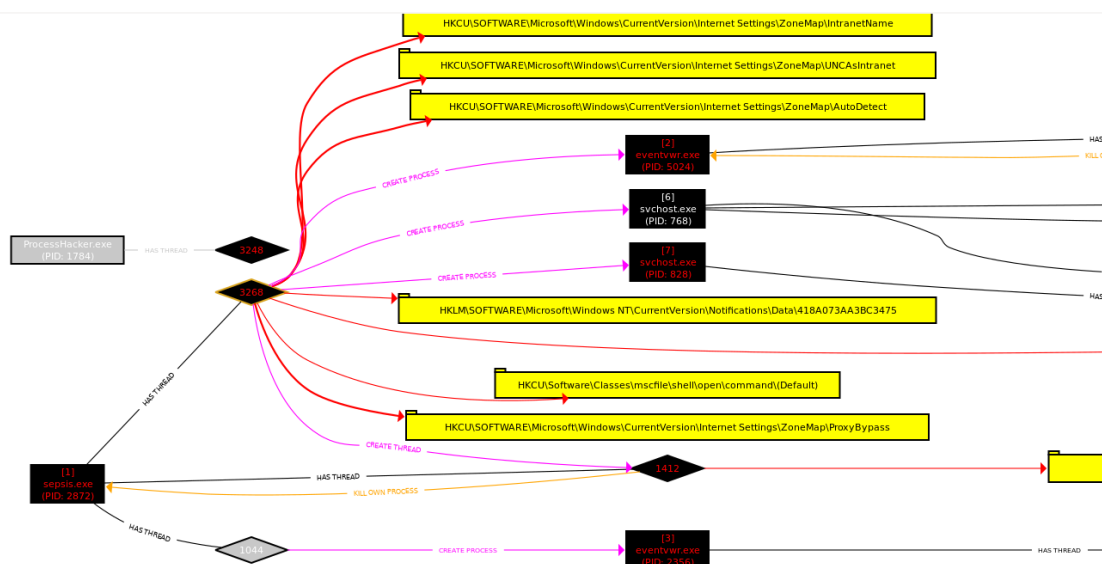 HKCU\SOFTWARE\Microsoft\Windows\CurrentVersion\Internet Settings\ZoneMap\IntranetName
HKCU\SOFTWARE\Microsoft\Windows\CurrentVersion\Internet Settings\ZoneMap\UNCAsIntranet
HKCU\SOFTWARE\Microsoft\Windows\CurrentVersion\Internet Settings\ZoneMap\AutoDetect
[2]
eventvwr.exe
(PID: 5024)
HAS
KILL
CREATE PROCESS
[6]
svchost.exe
(PID: 768)
CREATE PROCESS
ProcessHacker.exe
(PID: 1784)
HAS THREAD
3248
[7]
svchost.exe
(PID: 828)
CREATE PROCESS
HAS
3268
HKLM\SOFTWARE\Microsoft\Windows NT\CurrentVersion\Notifications\Data\418A073AA3BC3475
HAS THREAD
HKCU\Software\Classes\mscfile\shell\open\command\(Default)
HKCU\SOFTWARE\Microsoft\Windows\CurrentVersion\Internet Settings\ZoneMap\ProxyBypass
CREATE THREAD
[1]
sepsis.exe
(PID: 2872)
HAS THREAD
1412
KILL OWN PROCESS
HAS THREAD
1044
CREATE PROCESS
[3]
eventvwr.exe
(PID: 2356)
HAS THREAD